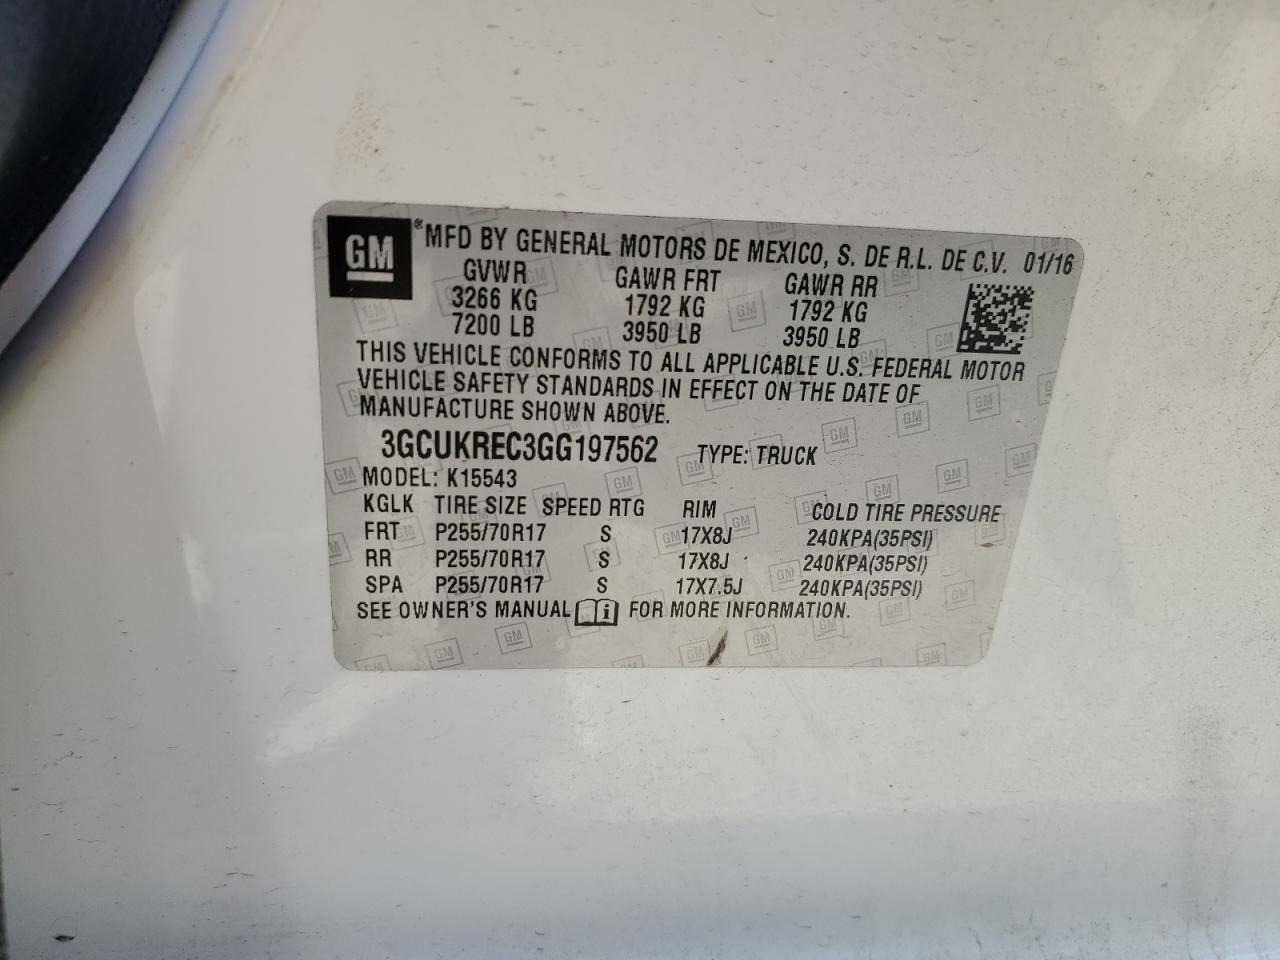 GM ® MFD BY GENERAL MOTORS DE MEXICO, S. DE R.L. DE C.V. 01/16
GVWR GAWR FRT GAWR RR
3266 KG 1792 KG 1792 KG
7200 LB 3950 LB 3950 LB
THIS VEHICLE CONFORMS TO ALL APPLICABLE U.S. FEDERAL MOTOR
VEHICLE SAFETY STANDARDS IN EFFECT ON THE DATE OF
MANUFACTURE SHOWN ABOVE.
3GCUKREC3GG197562 TYPE: TRUCK
MODEL: K15543
KGLK TIRE SIZE SPEED RTG RIM COLD TIRE PRESSURE
FRT P255/70R17 S 17X8J 240KPA(35PSI)
RR P255/70R17 S 17X8J 240KPA(35PSI)
SPA P255/70R17 S 17X7.5J 240KPA(35PSI)
SEE OWNER'S MANUAL i FOR MORE INFORMATION.